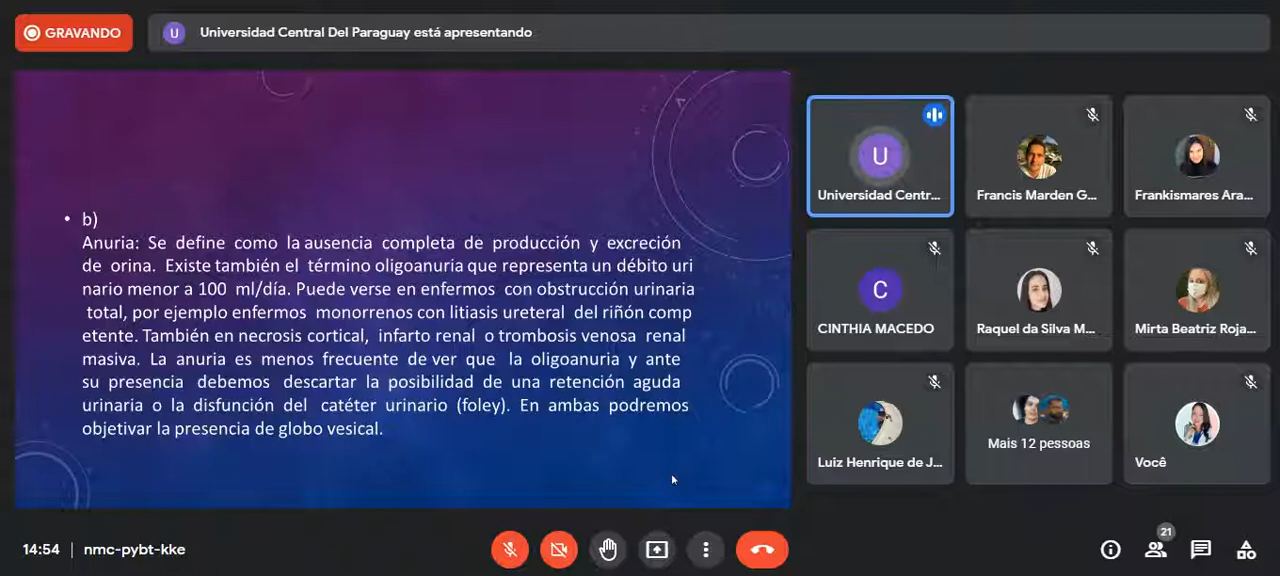 GRAVANDO
U
Universidad Central Del Paraguay está apresentando
• b)
Anuria: Se define como la ausencia completa de producción y excreción
de orina. Existe también el término oligoanuria que representa un débito uri
nario menor a 100 ml/día. Puede verse en enfermos con obstrucción urinaria
total, por ejemplo enfermos monorrenos con litiasis ureteral del riñón comp
etente. También en necrosis cortical, infarto renal o trombosis venosa renal
masiva. La anuria es menos frecuente de ver que la oligoanuria y ante
su presencia debemos descartar la posibilidad de una retención aguda
urinaria o la disfunción del catéter urinario (foley). En ambas podremos
objetivar la presencia de globo vesical.
U
Universidad Centr...
Francis Marden G...
Frankismares Ara...
C
CINTHIA MACEDO
Raquel da Silva M...
Mirta Beatriz Roja...
Luiz Henrique de J...
Mais 12 pessoas
Você
14:54 | nmc-pybt-kke
21